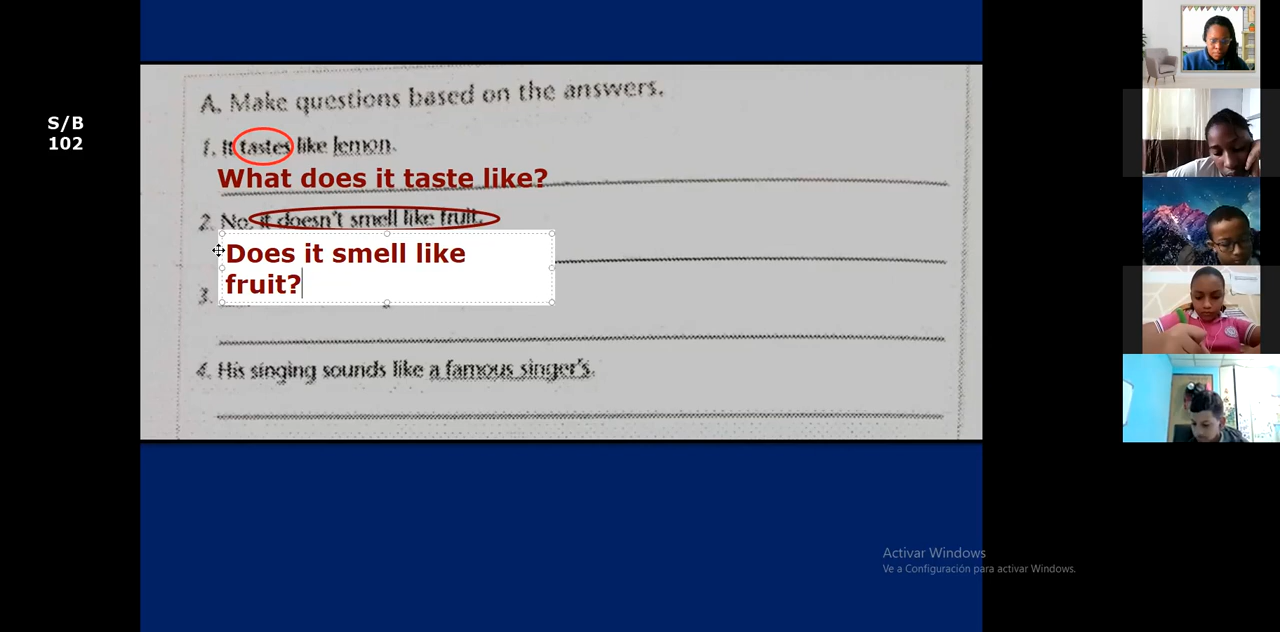 S/B
102
A. Make questions based on the answers.
1. It tastes like lemon.
What does it taste like?
2. No, it doesn't smell like fruit.
Does it smell like
fruit?
3.
4. His singing sounds like a famous singer's.
Activar Windows
Ve a Configuración para activar Windows.